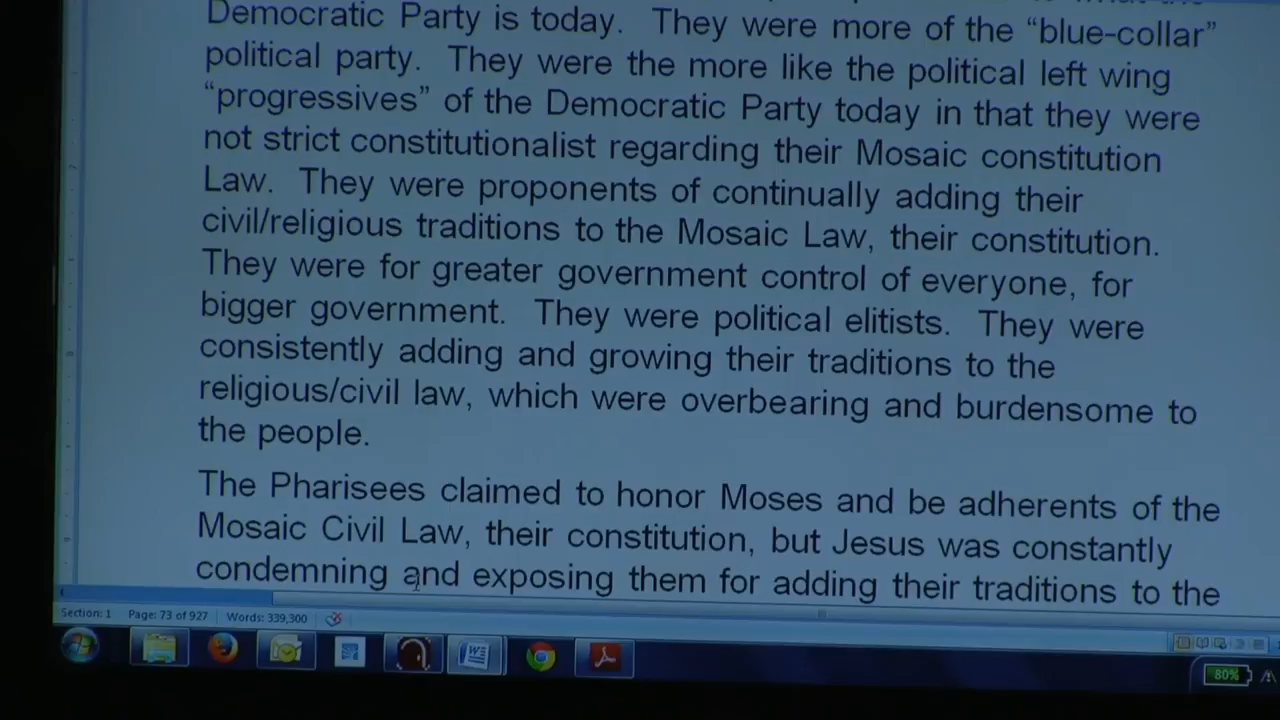 Democratic Party is today. They were more of the “blue-collar”
political party. They were the more like the political left wing
“progressives” of the Democratic Party today in that they were
not strict constitutionalist regarding their Mosaic constitution
Law. They were proponents of continually adding their
civil/religious traditions to the Mosaic Law, their constitution.
They were for greater government control of everyone, for
bigger government. They were political elitists. They were
consistently adding and growing their traditions to the
religious/civil law, which were overbearing and burdensome to
the people.
The Pharisees claimed to honor Moses and be adherents of the
Mosaic Civil Law, their constitution, but Jesus was constantly
condemning and exposing them for adding their traditions to the
Section: 1 Page: 73 of 927 Words: 339,300
80%